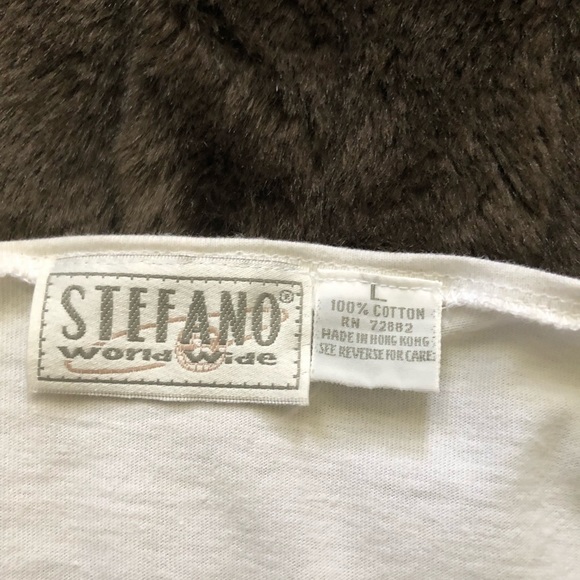 STEFANO®
World Wide
L
100% COTTON
RN 72882
MADE IN HONG KONG
SEE REVERSE FOR CARE